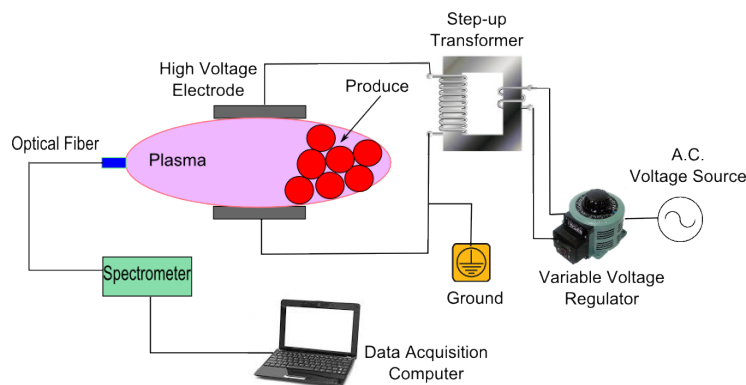 Step-up
Transformer
High Voltage
Electrode
Produce
Optical Fiber
Plasma
A.C.
Voltage Source
Spectrometer
Ground
Variable Voltage
Regulator
Data Acquisition
Computer